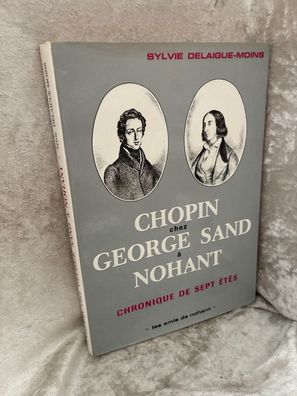 SYLVIE DELAIGUE-MOINS
CHOPIN
chez
GEORGE SAND
à
NOHANT
CHRONIQUE DE SEPT ÉTÉS
- les amis de nohant -